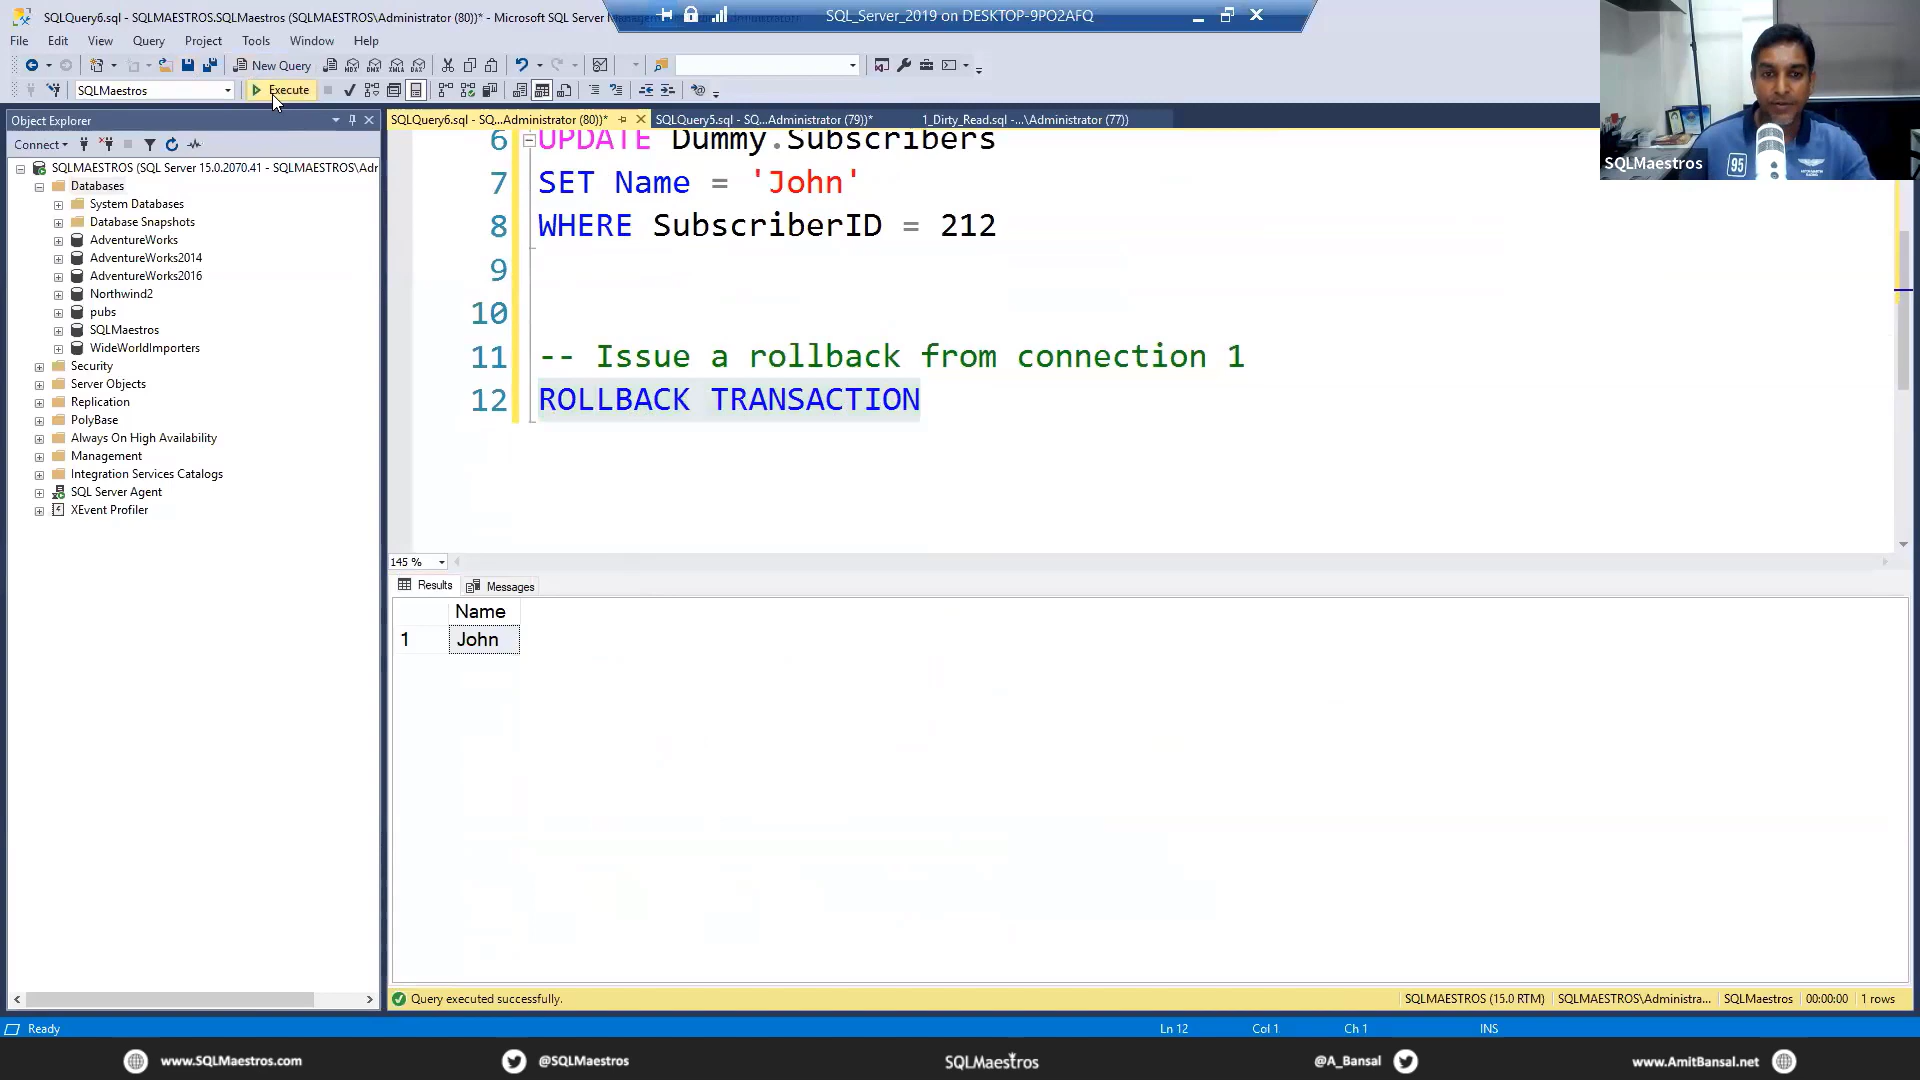 SQLQuery6.sql - SQLMAESTROS.SQLMaestros (SQLMAESTROS\Administrator (80))* - Microsoft SQL Server
SQL_Server_2019 on DESKTOP-9PO2AFQ
File Edit View Query Project Tools Window Help
New Query
SQLMaestros
Execute
Object Explorer
Connect
SQLMAESTROS (SQL Server 15.0.2070.41 - SQLMAESTROS\Adr
Databases
System Databases
Database Snapshots
AdventureWorks
AdventureWorks2014
AdventureWorks2016
Northwind2
pubs
SQLMaestros
WideWorldImporters
Security
Server Objects
Replication
PolyBase
Always On High Availability
Management
Integration Services Catalogs
SQL Server Agent
XEvent Profiler
SQLQuery6.sql - SQ...Administrator (80))*
SQLQuery5.sql - SQ...Administrator (79))*
1_Dirty_Read.sql -...\Administrator (77))
6 UPDATE Dummy.Subscribers
7 SET Name = 'John'
8 WHERE SubscriberID = 212
9
10
11 -- Issue a rollback from connection 1
12 ROLLBACK TRANSACTION
145 %
Results Messages
Name
1 John
Query executed successfully.
SQLMAESTROS (15.0 RTM) SQLMAESTROS\Administra... SQLMaestros 00:00:00 1 rows
Ready
Ln 12 Col 1 Ch 1 INS
SQLMaestros
95
www.SQLMaestros.com
@SQLMaestros
SQLMaestros
@A_Bansal
www.AmitBansal.net